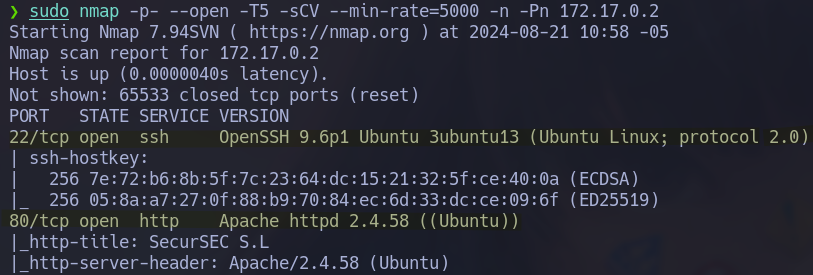 ❯ sudo nmap -p- --open -T5 -sCV --min-rate=5000 -n -Pn 172.17.0.2
Starting Nmap 7.94SVN ( https://nmap.org ) at 2024-08-21 10:58 -05
Nmap scan report for 172.17.0.2
Host is up (0.0000040s latency).
Not shown: 65533 closed tcp ports (reset)
PORT   STATE SERVICE VERSION
22/tcp open  ssh     OpenSSH 9.6p1 Ubuntu 3ubuntu13 (Ubuntu Linux; protocol 2.0)
| ssh-hostkey:
|   256 7e:72:b6:8b:5f:7c:23:64:dc:15:21:32:5f:ce:40:0a (ECDSA)
|_  256 05:8a:a7:27:0f:88:b9:70:84:ec:6d:33:dc:ce:09:6f (ED25519)
80/tcp open  http    Apache httpd 2.4.58 ((Ubuntu))
|_http-title: SecurSEC S.L
|_http-server-header: Apache/2.4.58 (Ubuntu)